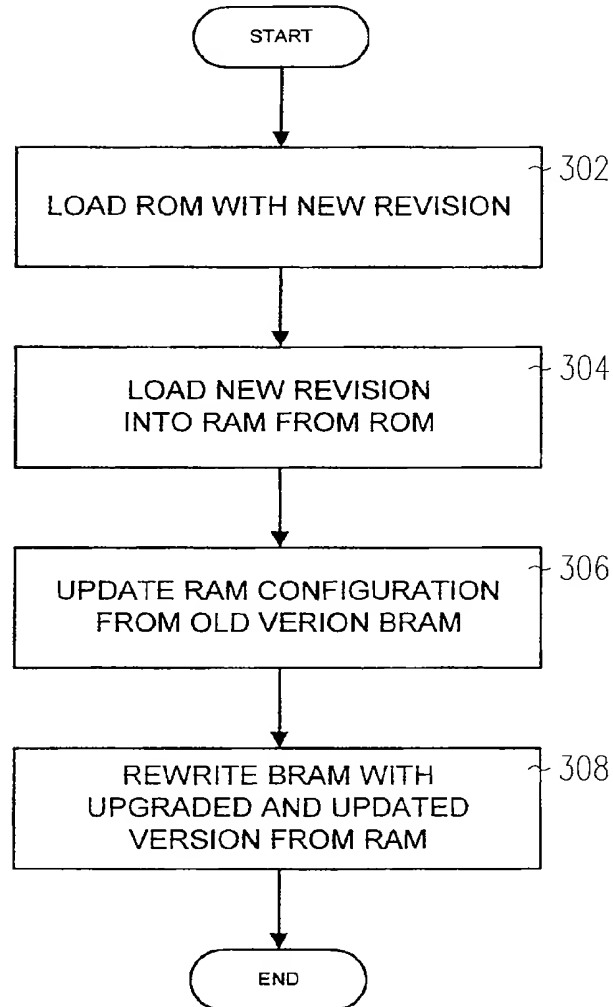 START
302
LOAD ROM WITH NEW REVISION
304
LOAD NEW REVISION
INTO RAM FROM ROM
306
UPDATE RAM CONFIGURATION
FROM OLD VERION BRAM
308
REWRITE BRAM WITH
UPGRADED AND UPDATED
VERSION FROM RAM
END